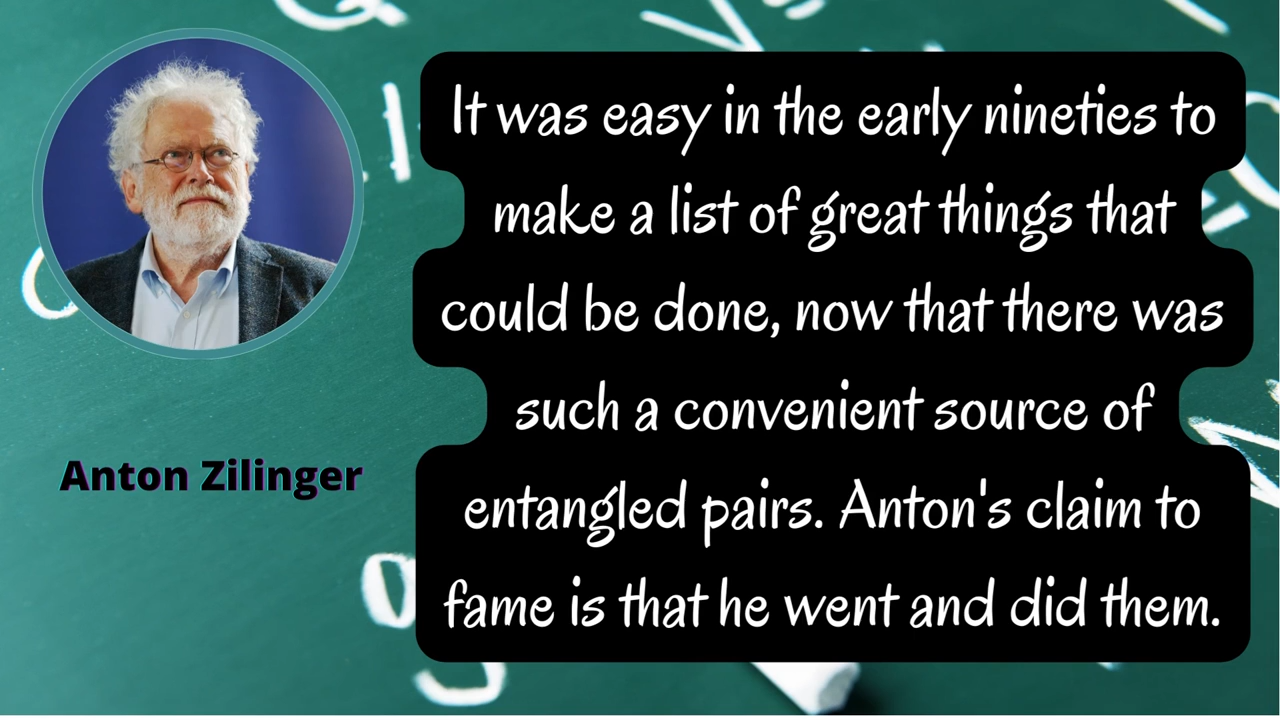 It was easy in the early nineties to
make a list of great things that
could be done, now that there was
such a convenient source of
entangled pairs. Anton's claim to
fame is that he went and did them.
Anton Zilinger